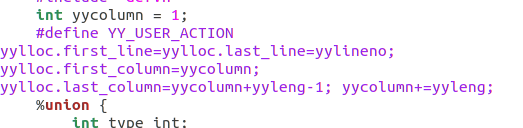 int yycolumn = 1;
#define YY_USER_ACTION
yylloc.first_line=yylloc.last_line=yylineno;
yylloc.first_column=yycolumn;
yylloc.last_column=yycolumn+yyleng-1; yycolumn+=yyleng;
%union {
int type_int;